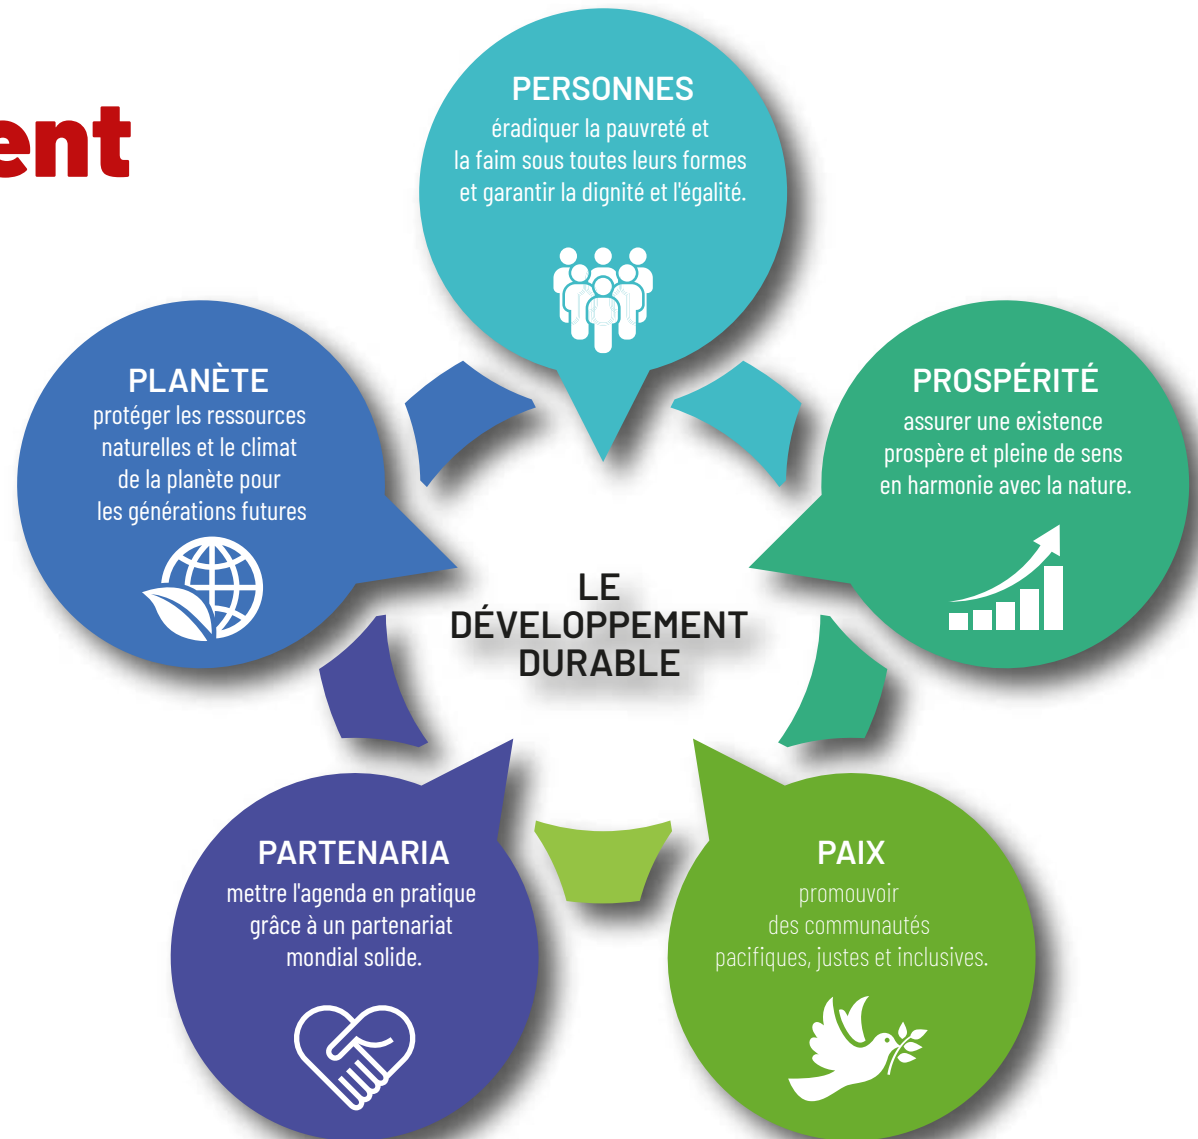 ent
PERSONNES
éradiquer la pauvreté et
la faim sous toutes leurs formes
et garantir la dignité et l'égalité.
PLANÈTE
protéger les ressources
naturelles et le climat
de la planète pour
les générations futures
PROSPÉRITÉ
assurer une existence
prospère et pleine de sens
en harmonie avec la nature.
LE
DÉVELOPPEMENT
DURABLE
PARTENARIA
mettre l'agenda en pratique
grâce à un partenariat
mondial solide.
PAIX
promouvoir
des communautés
pacifiques, justes et inclusives.